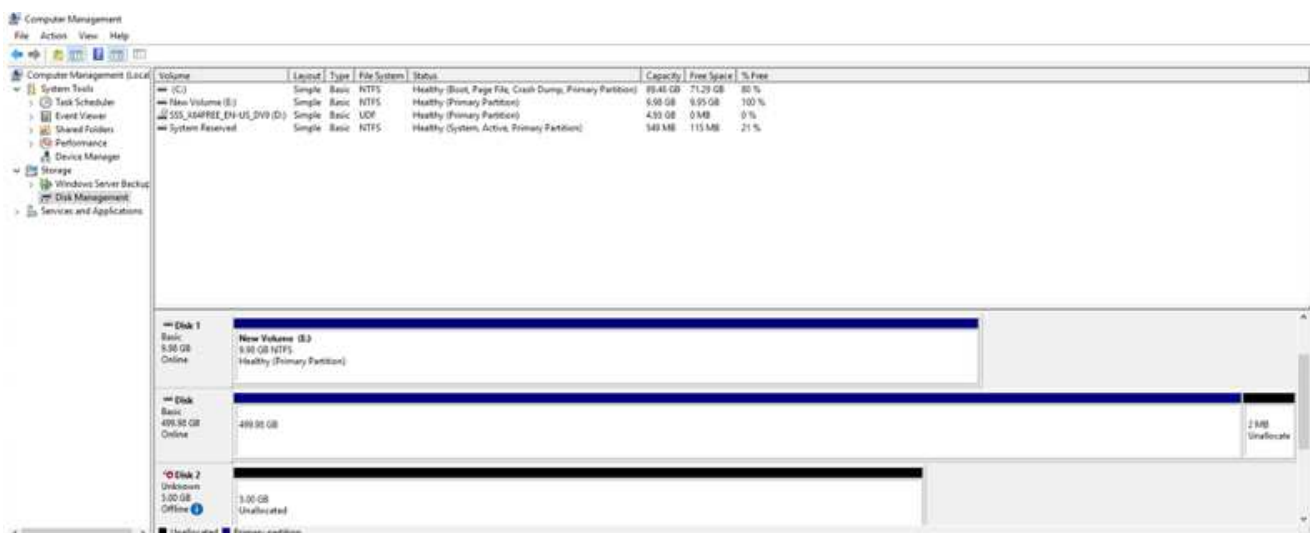 Computer Management
File Action View Help
Computer Management (Local
System Tools
Task Scheduler
Event Viewer
Shared Folders
Performance
Device Manager
Storage
Windows Server Backup
Disk Management
Services and Applications
Volume Layout Type File System Status Capacity Free Space % Free
(C:) Simple Basic NTFS Healthy (Boot, Page File, Crash Dump, Primary Partition) 89.46 GB 71.29 GB 80 %
New Volume (E:) Simple Basic NTFS Healthy (Primary Partition) 9.98 GB 9.95 GB 100 %
SSS_X64FREE_EN-US_DV9 (D:) Simple Basic UDF Healthy (Primary Partition) 4.93 GB 0 MB 0 %
System Reserved Simple Basic NTFS Healthy (System, Active, Primary Partition) 549 MB 115 MB 21 %
Disk 1
Basic
9.98 GB
Online
New Volume (E:)
9.98 GB NTFS
Healthy (Primary Partition)
Disk
Basic
499.98 GB
Online
499.98 GB
2 MB
Unallocate
Disk 2
Unknown
5.00 GB
Offline
5.00 GB
Unallocated
Unallocated Primary partition